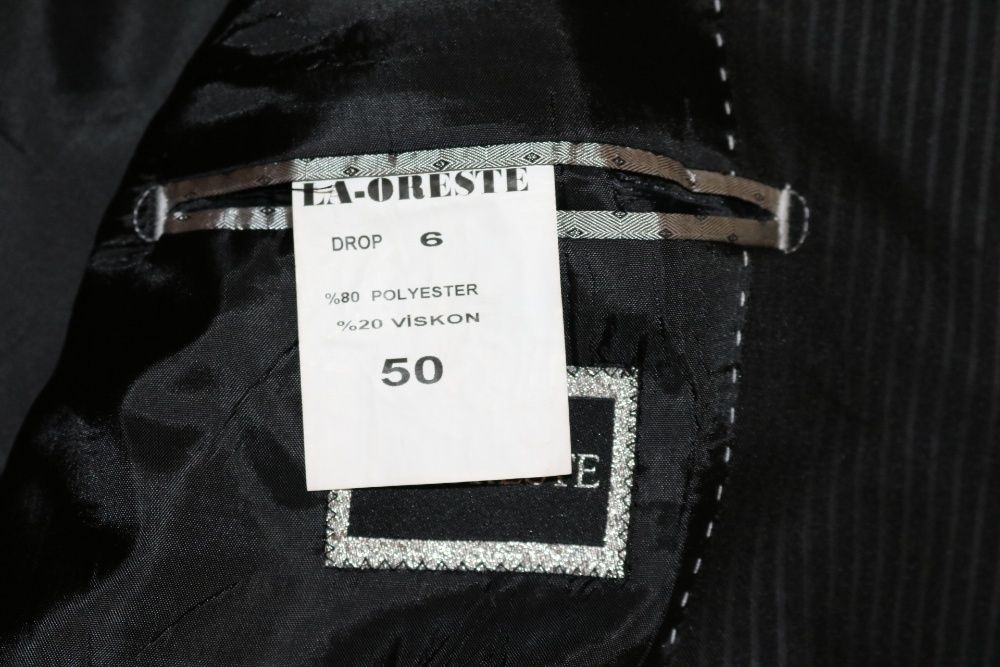 LA-ORESTE
DROP 6
%80 POLYESTER
%20 VİSKON
50